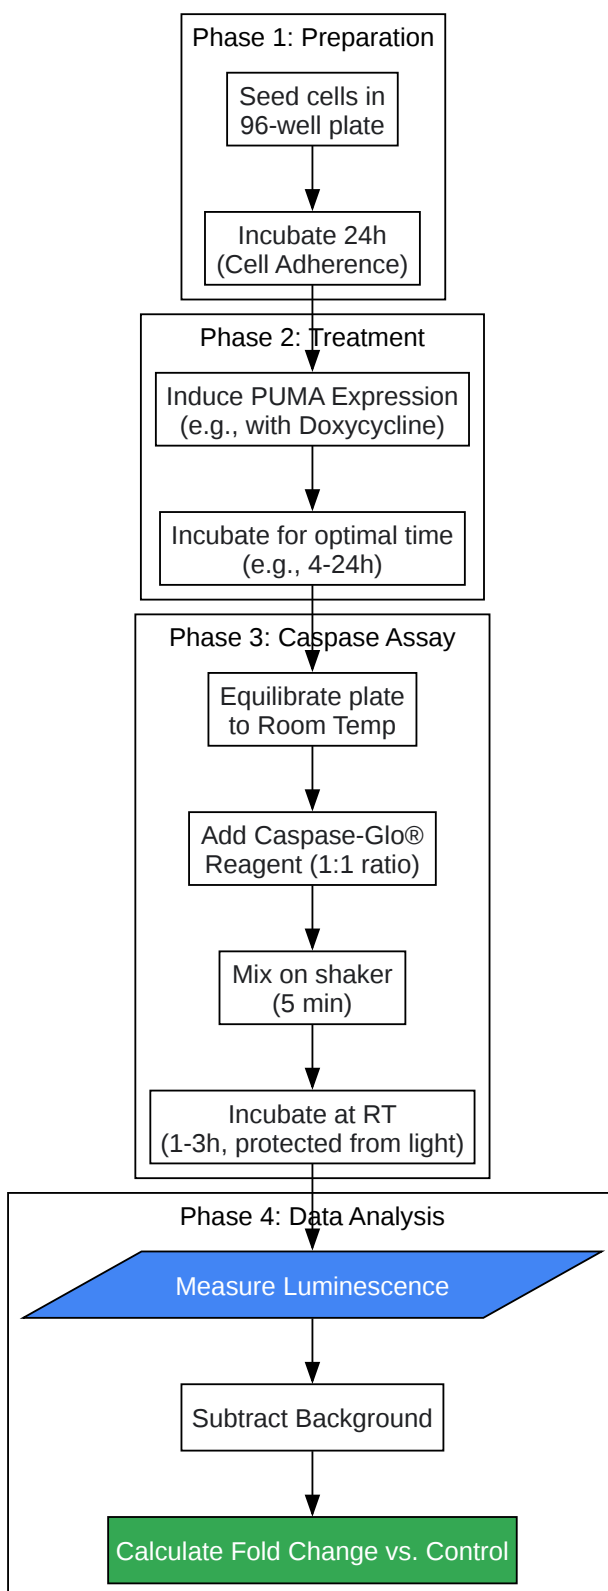 Phase 1: Preparation
Seed cells in
96-well plate
Incubate 24h
(Cell Adherence)
Phase 2: Treatment
Induce PUMA Expression
(e.g., with Doxycycline)
Incubate for optimal time
(e.g., 4-24h)
Phase 3: Caspase Assay
Equilibrate plate
to Room Temp
Add Caspase-Glo®
Reagent (1:1 ratio)
Mix on shaker
(5 min)
Incubate at RT
(1-3h, protected from light)
Phase 4: Data Analysis
Measure Luminescence
Subtract Background
Calculate Fold Change vs. Control